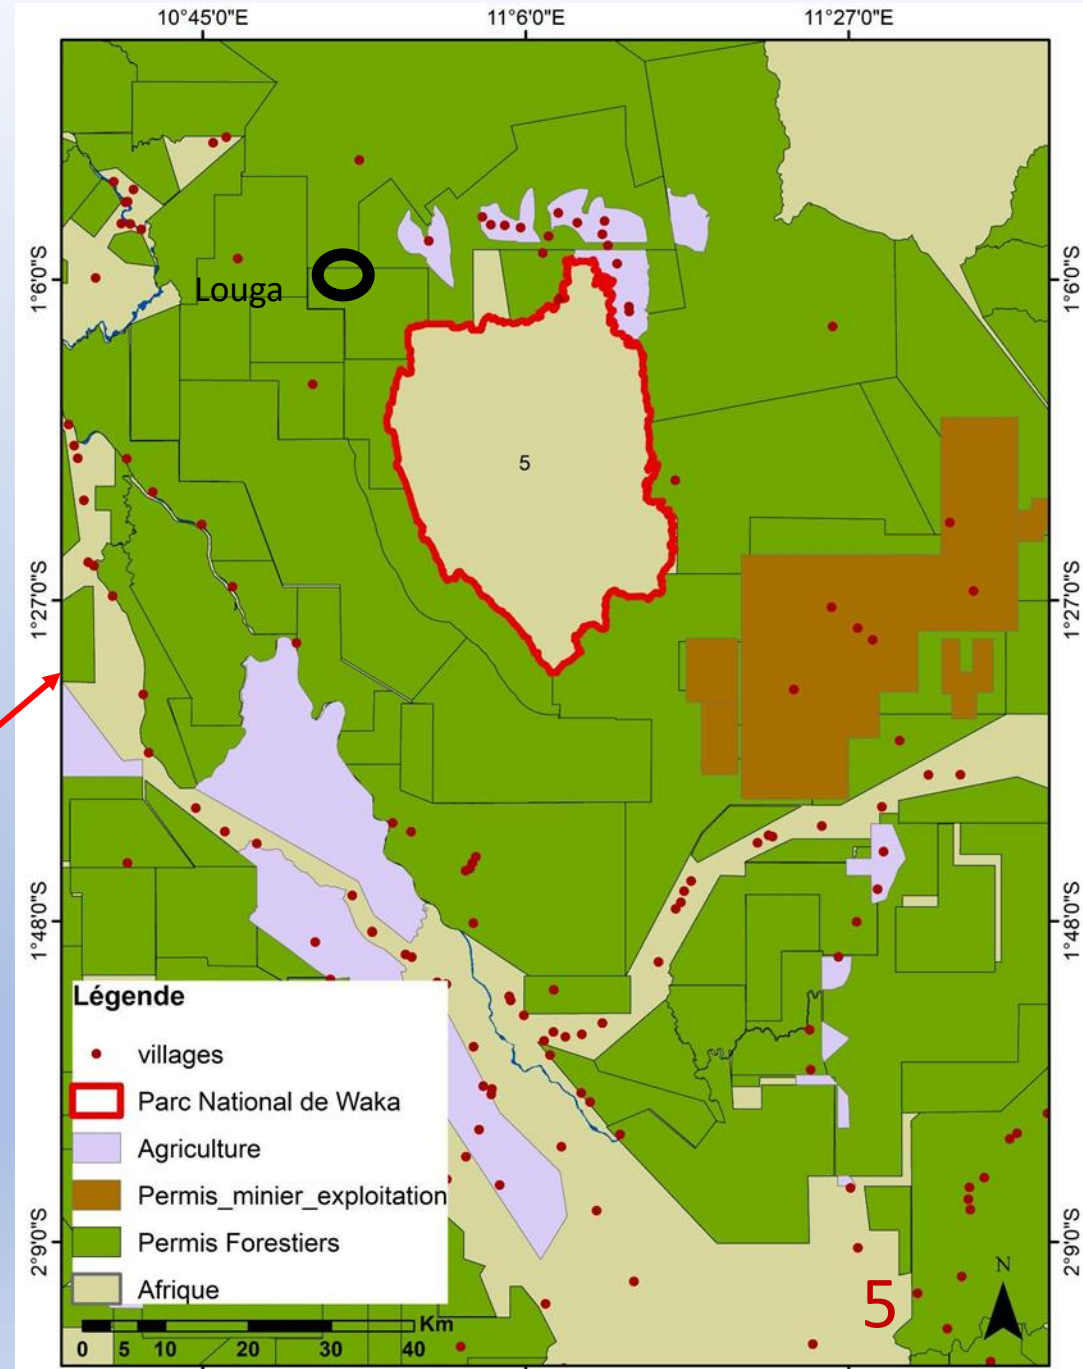 10°45'0"E
11°6'0"E
11°27'0"E
1°6'0"S
1°6'0"S
Louga
5
1°27'0"S
1°27'0"S
1°48'0"S
1°48'0"S
Légende
villages
Parc National de Waka
Agriculture
Permis_minier_exploitation
Permis Forestiers
Afrique
2°9'0"S
2°9'0"S
N
5
Km
0 5 10 20 30 40